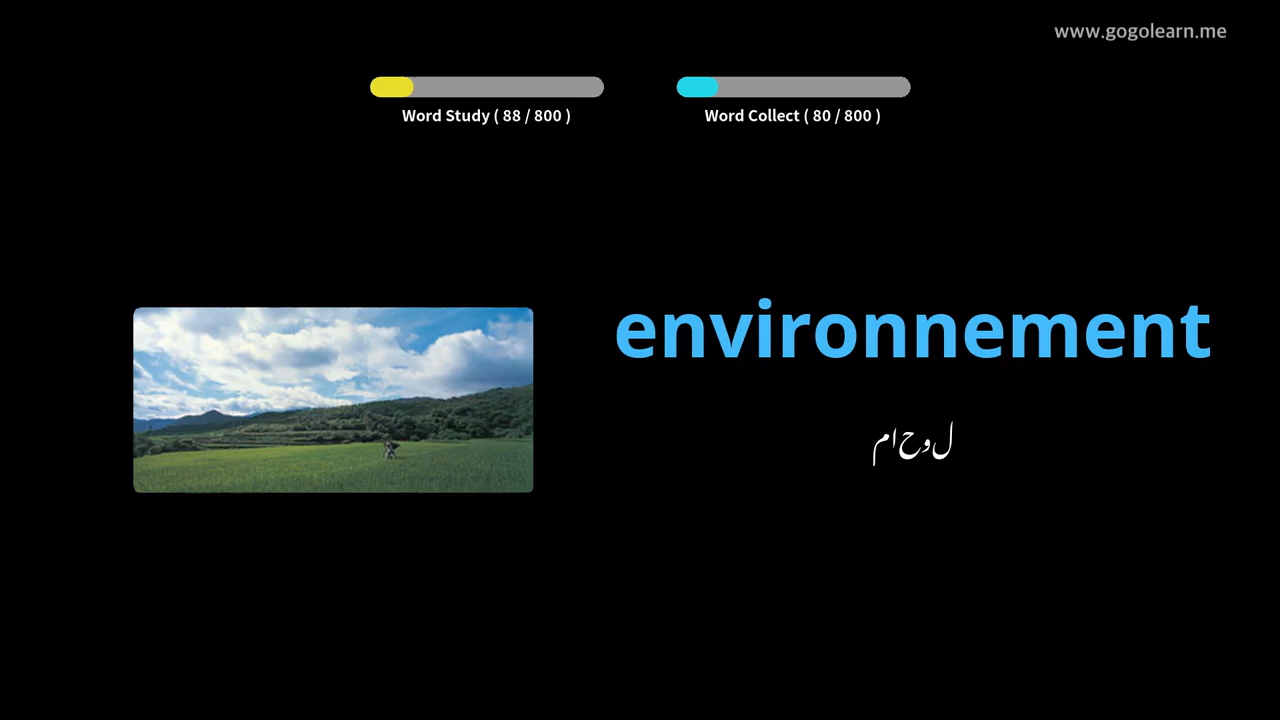 www.gogolearn.me
Word Study ( 88 / 800 )
Word Collect ( 80 / 800 )
environnement
ماحول